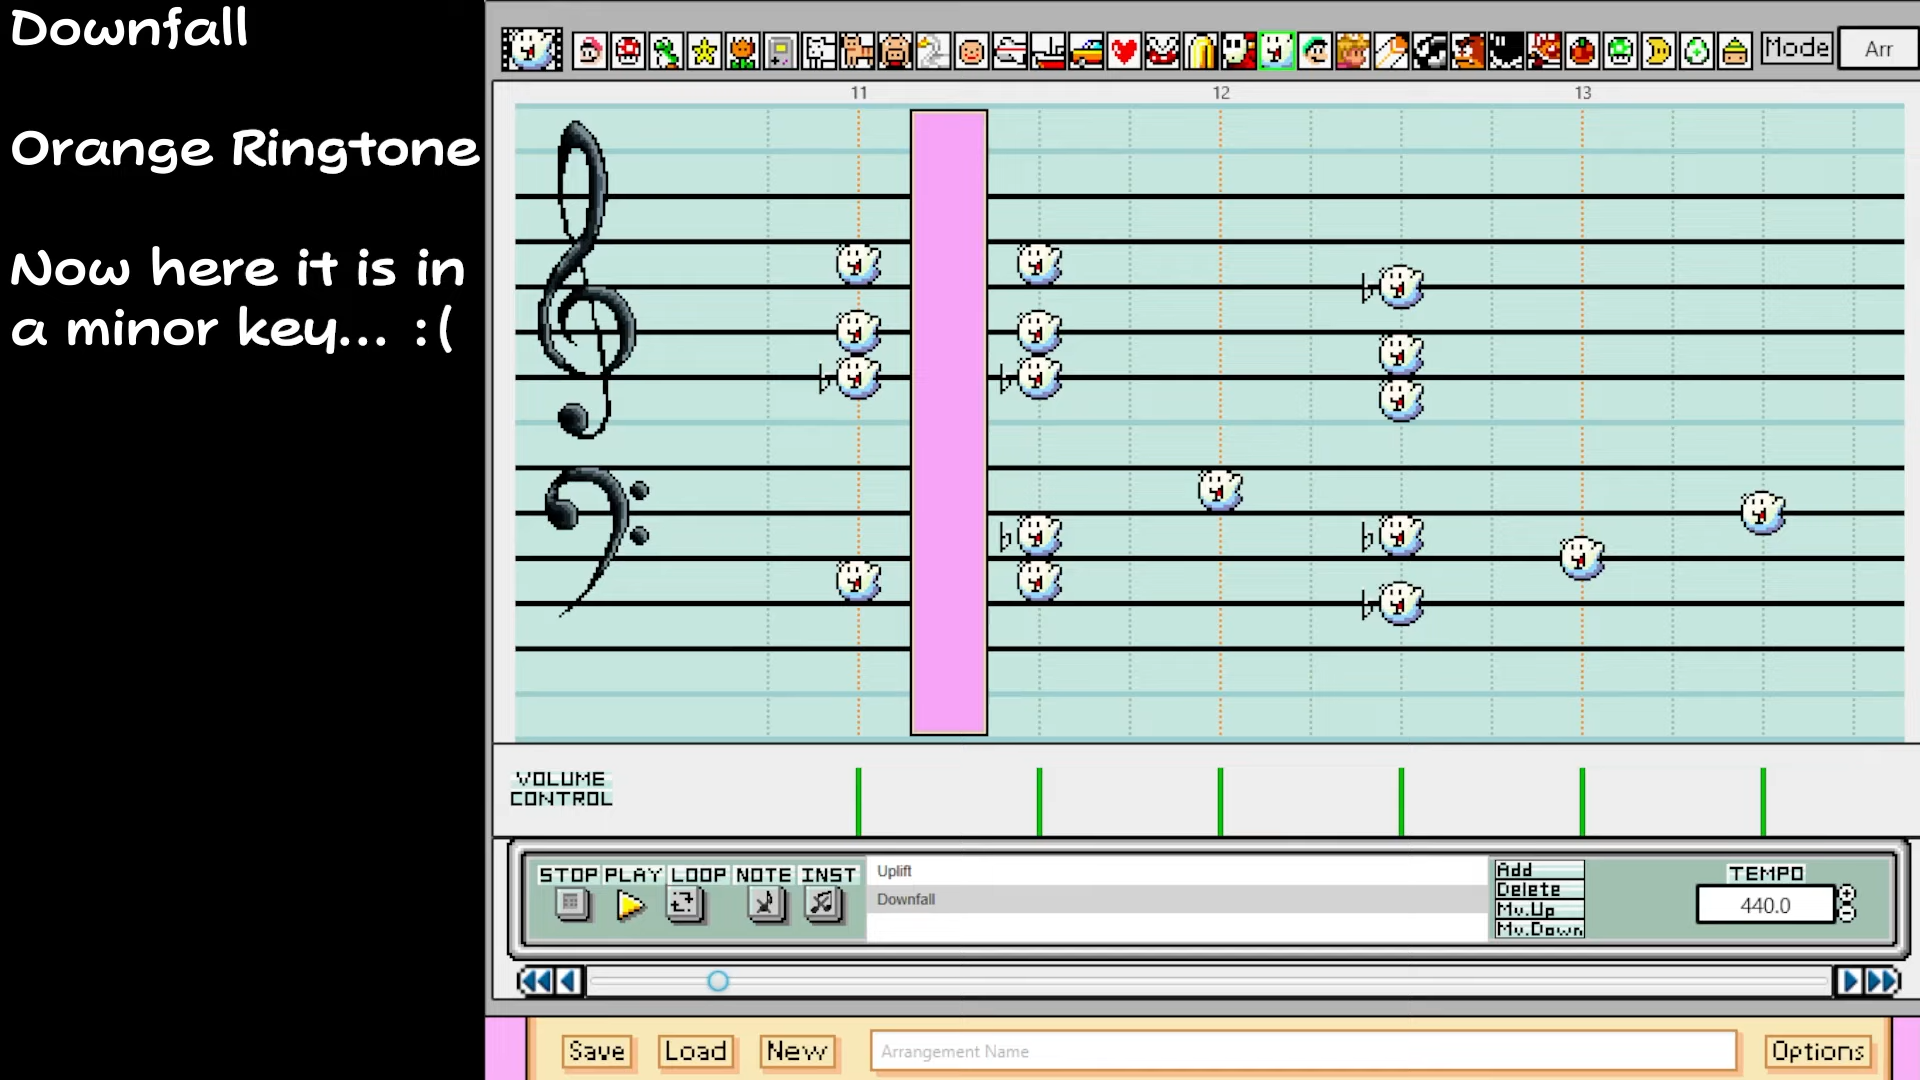 Downfall
Orange Ringtone
Now here it is in
a minor key... :(
Mode
Arr
11
12
13
VOLUME
CONTROL
STOP PLAY LOOP NOTE INST
Uplift
Downfall
Add
Delete
Mv.Up
Mv.Down
TEMPO
440.0
Save
Load
New
Arrangement Name
Options